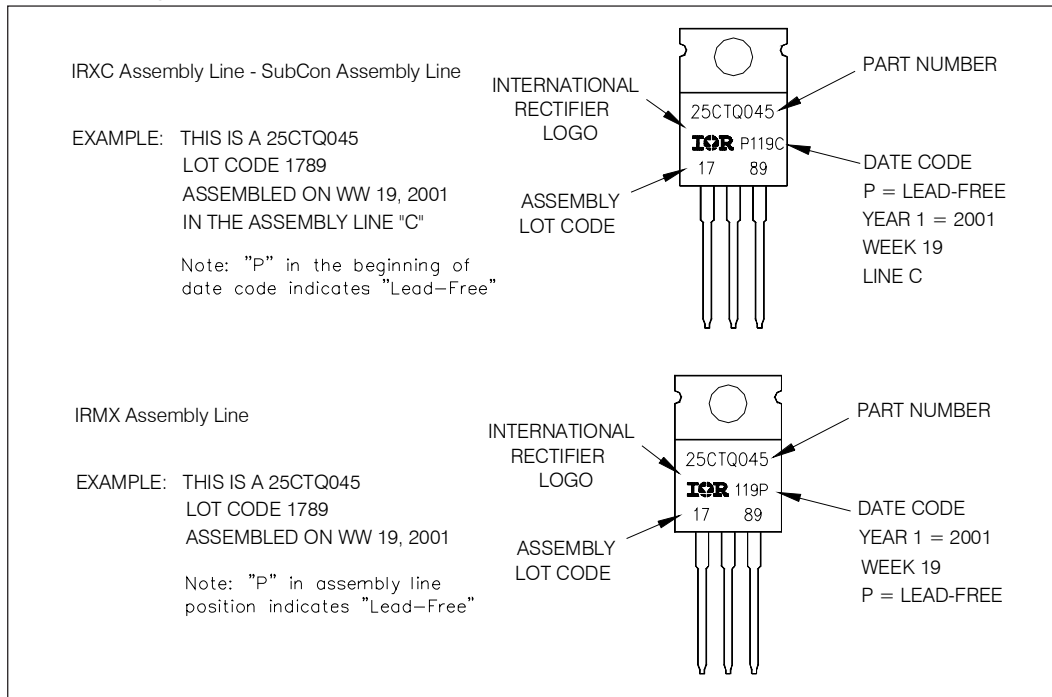 IRXC Assembly Line - SubCon Assembly Line
EXAMPLE: THIS IS A 25CTQ045
LOT CODE 1789
ASSEMBLED ON WW 19, 2001
IN THE ASSEMBLY LINE "C"
Note: "P" in the beginning of
date code indicates "Lead-Free"
INTERNATIONAL
RECTIFIER
LOGO
ASSEMBLY
LOT CODE
25CTQ045
IOR P119C
17 89
PART NUMBER
DATE CODE
P = LEAD-FREE
YEAR 1 = 2001
WEEK 19
LINE C
IRMX Assembly Line
EXAMPLE: THIS IS A 25CTQ045
LOT CODE 1789
ASSEMBLED ON WW 19, 2001
Note: "P" in assembly line
position indicates "Lead-Free"
INTERNATIONAL
RECTIFIER
LOGO
ASSEMBLY
LOT CODE
25CTQ045
IOR 119P
17 89
PART NUMBER
DATE CODE
YEAR 1 = 2001
WEEK 19
P = LEAD-FREE